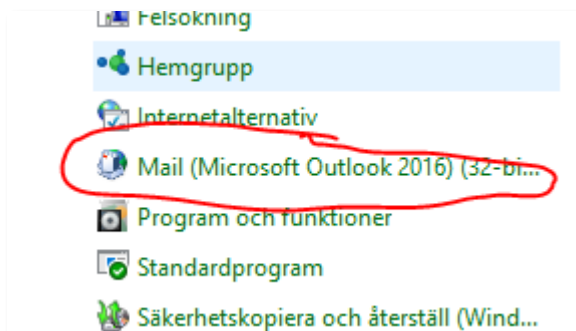 Felsökning
Hemgrupp
Internetalternativ
Mail (Microsoft Outlook 2016) (32-bi...
Program och funktioner
Standardprogram
Säkerhetskopiera och återställ (Wind...